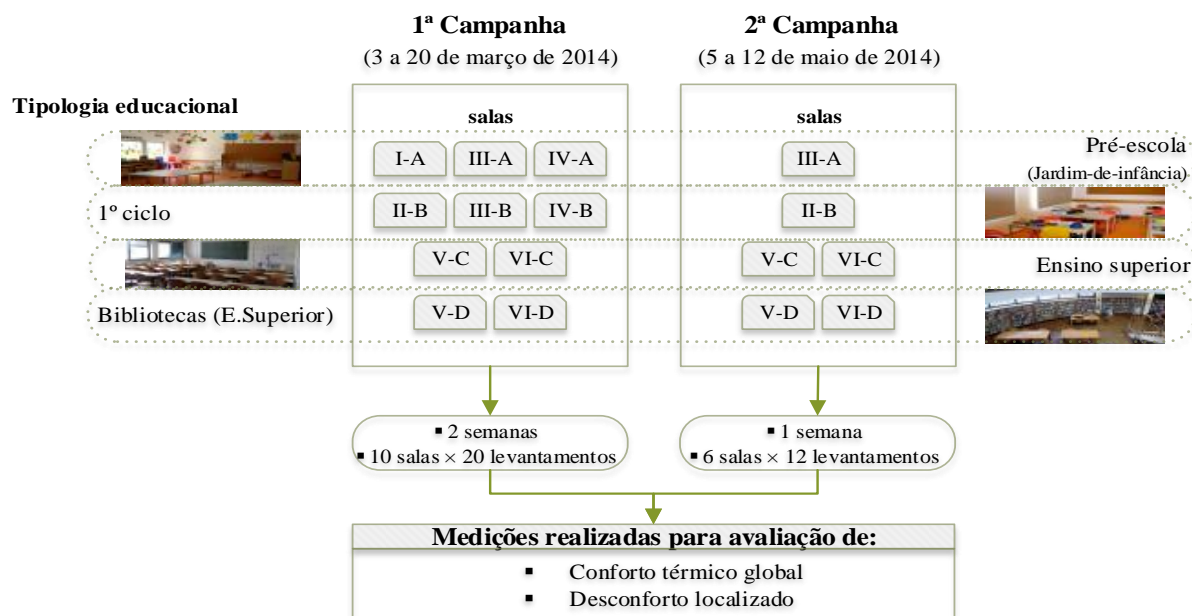 1ª Campanha
(3 a 20 de março de 2014)
2ª Campanha
(5 a 12 de maio de 2014)
Tipologia educacional
salas
salas
I-A III-A IV-A
III-A
Pré-escola
(Jardim-de-infância)
1º ciclo
II-B III-B IV-B
II-B
V-C VI-C
V-C VI-C
Ensino superior
Bibliotecas (E.Superior)
V-D VI-D
V-D VI-D
▪ 2 semanas
▪ 10 salas × 20 levantamentos
▪ 1 semana
▪ 6 salas × 12 levantamentos
Medições realizadas para avaliação de:
▪ Conforto térmico global
▪ Desconforto localizado